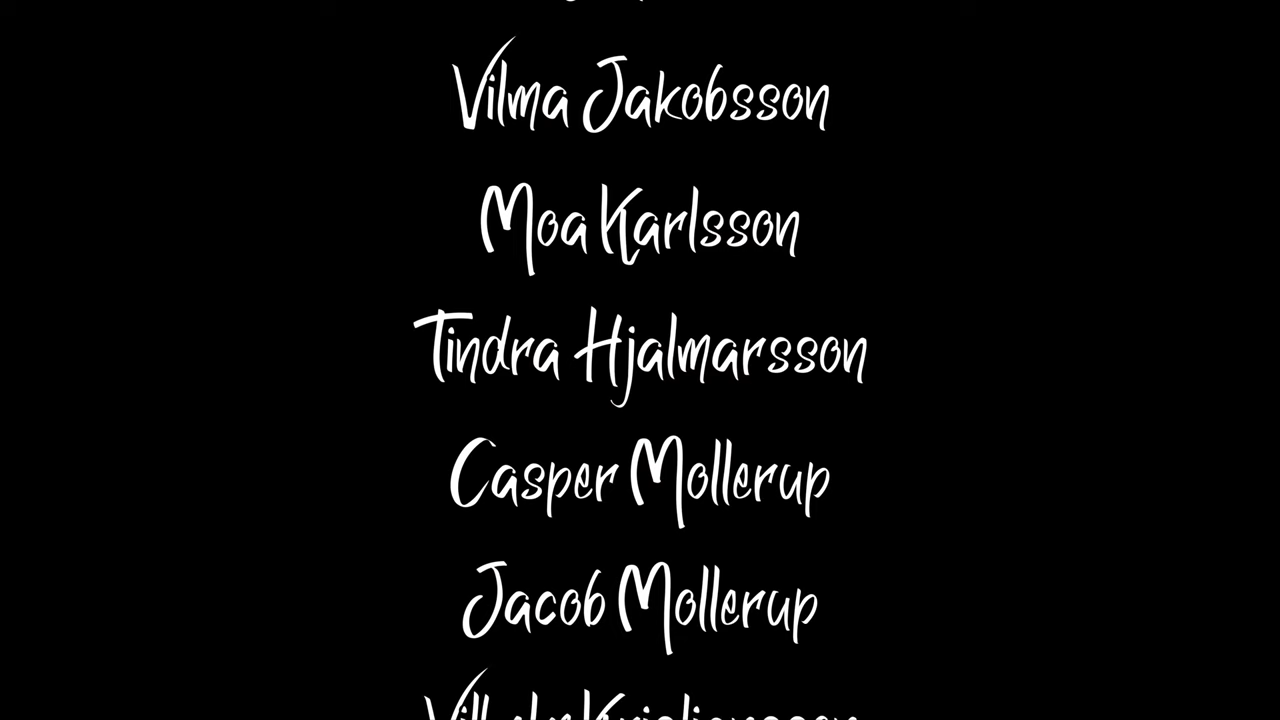 Vilma Jakobsson
Moa Karlsson
Tindra Hjalmarsson
Casper Mollerup
Jacob Mollerup